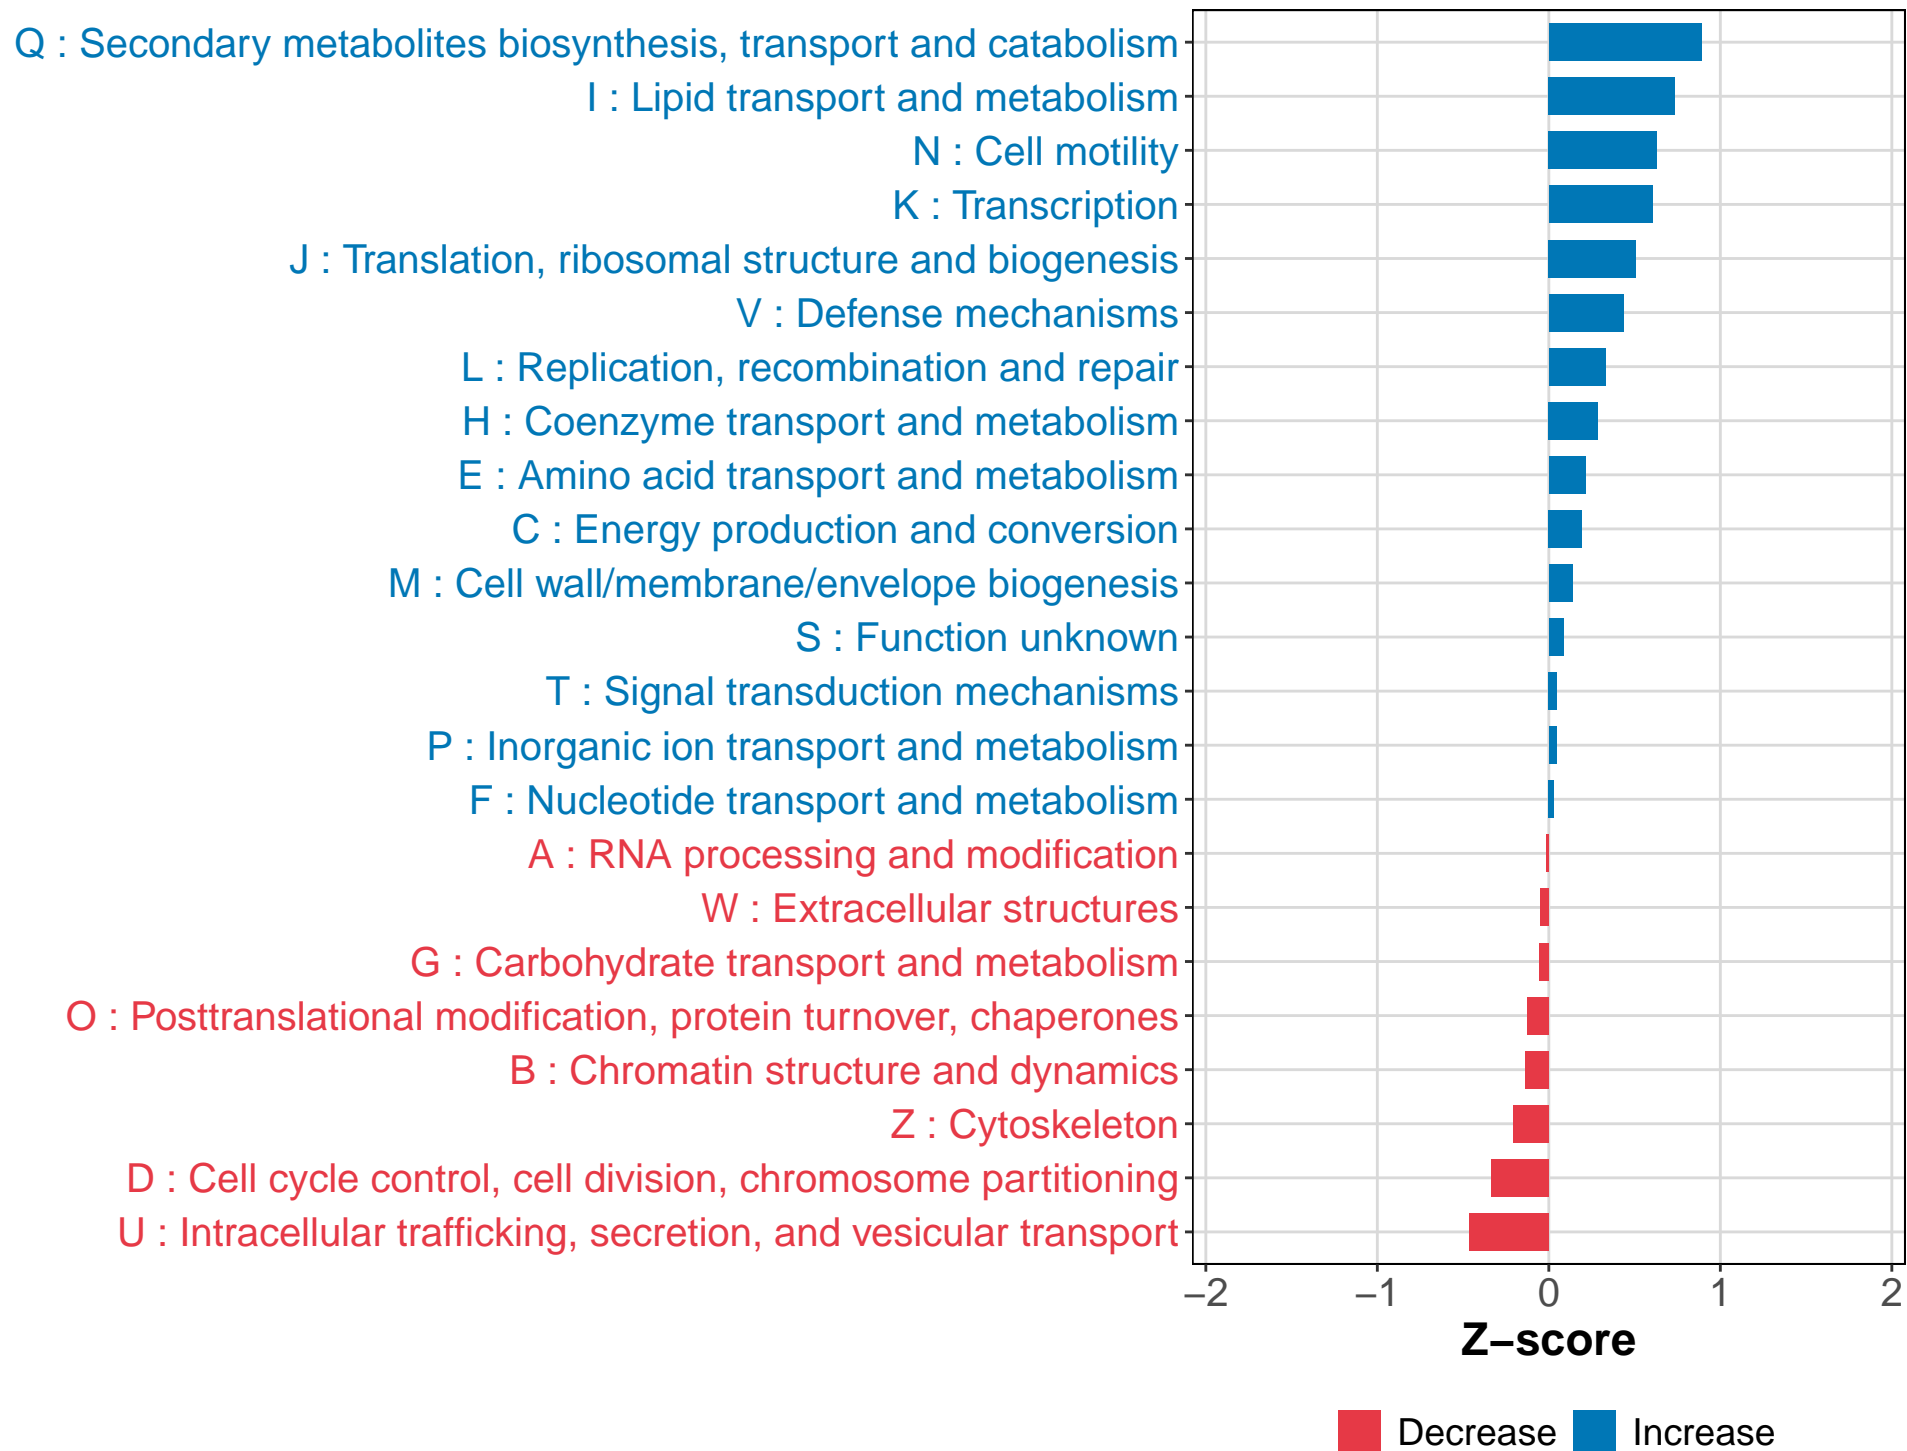 Q : Secondary metabolites biosynthesis, transport and catabolism
I : Lipid transport and metabolism
N : Cell motility
K : Transcription
J : Translation, ribosomal structure and biogenesis
V : Defense mechanisms
L : Replication, recombination and repair
H : Coenzyme transport and metabolism
E : Amino acid transport and metabolism
C : Energy production and conversion
M : Cell wall/membrane/envelope biogenesis
S : Function unknown
T : Signal transduction mechanisms
P : Inorganic ion transport and metabolism
F : Nucleotide transport and metabolism
A : RNA processing and modification
W : Extracellular structures
G : Carbohydrate transport and metabolism
O : Posttranslational modification, protein turnover, chaperones
B : Chromatin structure and dynamics
Z : Cytoskeleton
D : Cell cycle control, cell division, chromosome partitioning
U : Intracellular trafficking, secretion, and vesicular transport
−2 −1 0 1 2
Z−score
Decrease Increase